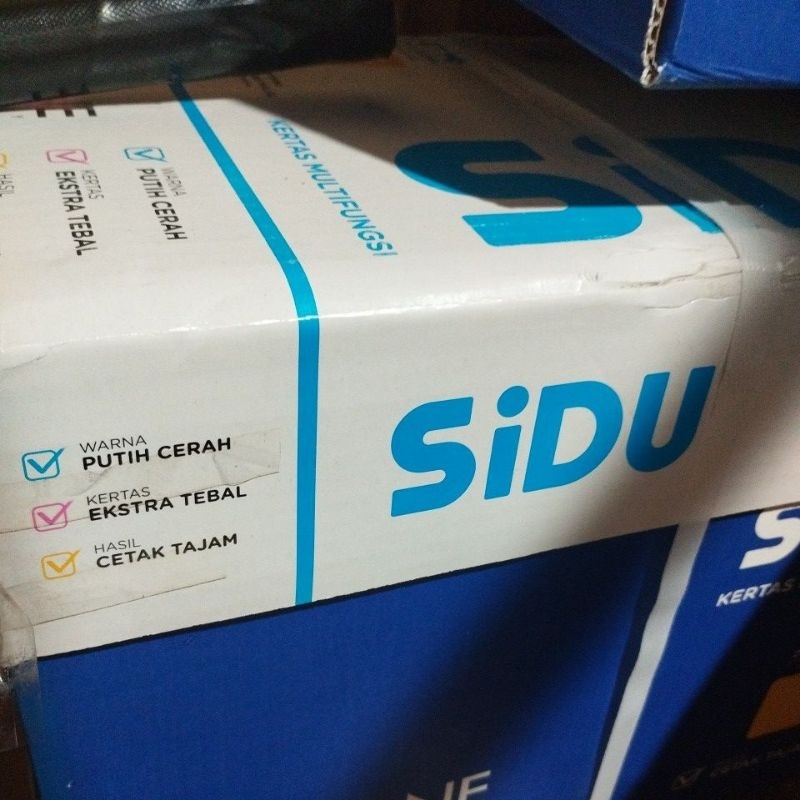 WARNA
PUTIH CERAH
KERTAS
EKSTRA TEBAL
HASIL
KERTAS MULTIFUNGSI
SiDU
WARNA
PUTIH CERAH
KERTAS
EKSTRA TEBAL
HASIL
CETAK TAJAM
KERTAS